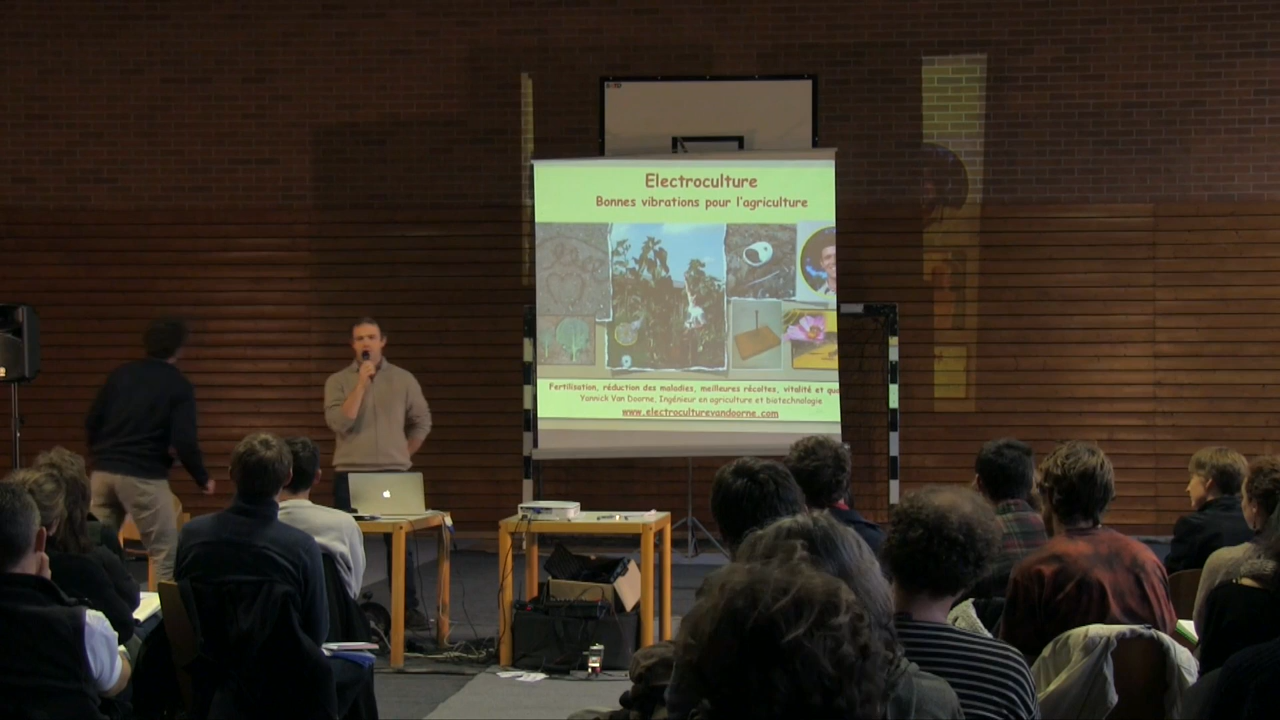 Electroculture
Bonnes vibrations pour l'agriculture
Fertilisation, réduction des maladies, meilleures récoltes, vitalité et qua
Yannick Van Doorne, Ingénieur en agriculture et biotechnologie
www.electroculturevandoorne.com